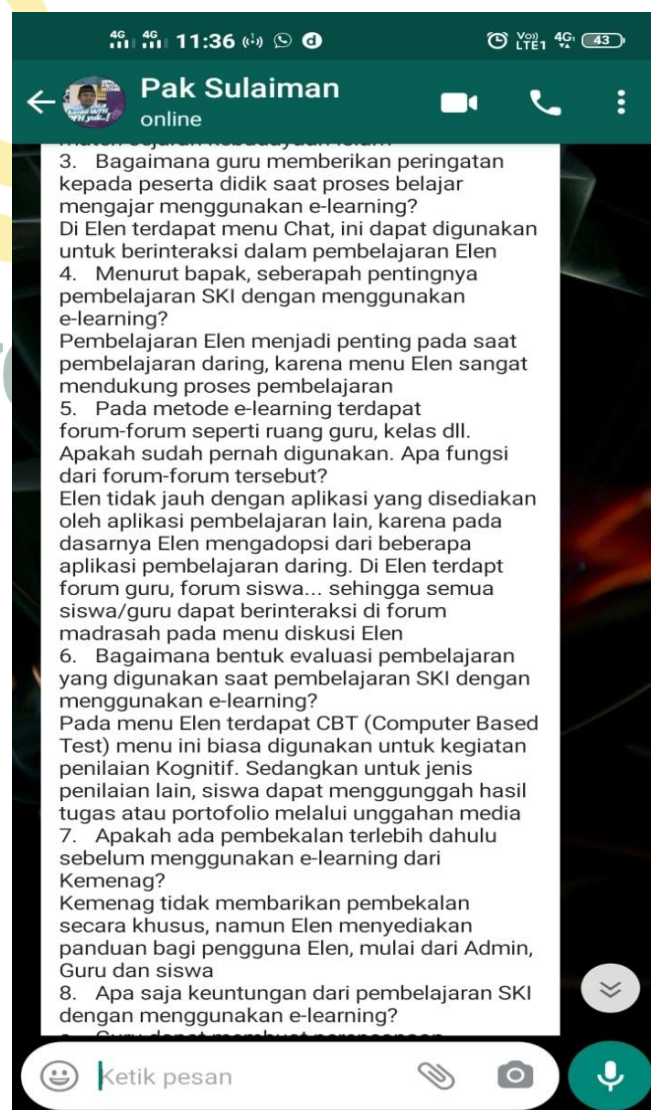 4G 4G 11:36
Vo)) LTE1 4G 43
Pak Sulaiman
online
3. Bagaimana guru memberikan peringatan
kepada peserta didik saat proses belajar
mengajar menggunakan e-learning?
Di Elen terdapat menu Chat, ini dapat digunakan
untuk berinteraksi dalam pembelajaran Elen
4. Menurut bapak, seberapah pentingnya
pembelajaran SKI dengan menggunakan
e-learning?
Pembelajaran Elen menjadi penting pada saat
pembelajaran daring, karena menu Elen sangat
mendukung proses pembelajaran
5. Pada metode e-learning terdapat
forum-forum seperti ruang guru, kelas dll.
Apakah sudah pernah digunakan. Apa fungsi
dari forum-forum tersebut?
Elen tidak jauh dengan aplikasi yang disediakan
oleh aplikasi pembelajaran lain, karena pada
dasarnya Elen mengadopsi dari beberapa
aplikasi pembelajaran daring. Di Elen terdapt
forum guru, forum siswa... sehingga semua
siswa/guru dapat berinteraksi di forum
madrasah pada menu diskusi Elen
6. Bagaimana bentuk evaluasi pembelajaran
yang digunakan saat pembelajaran SKI dengan
menggunakan e-learning?
Pada menu Elen terdapat CBT (Computer Based
Test) menu ini biasa digunakan untuk kegiatan
penilaian Kognitif. Sedangkan untuk jenis
penilaian lain, siswa dapat menggunggah hasil
tugas atau portofolio melalui unggahan media
7. Apakah ada pembekalan terlebih dahulu
sebelum menggunakan e-learning dari
Kemenag?
Kemenag tidak membarikan pembekalan
secara khusus, namun Elen menyediakan
panduan bagi pengguna Elen, mulai dari Admin,
Guru dan siswa
8. Apa saja keuntungan dari pembelajaran SKI
dengan menggunakan e-learning?
Ketik pesan